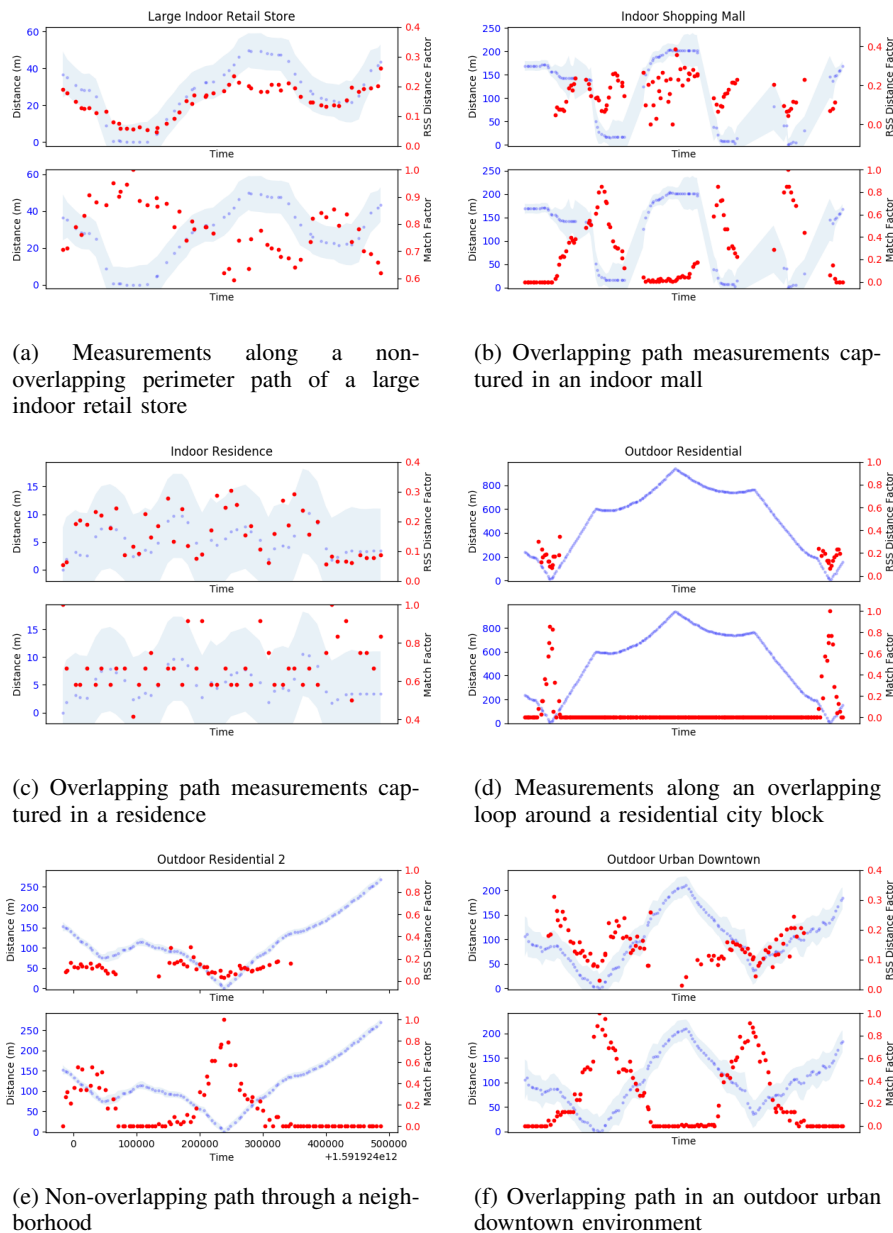 Large Indoor Retail Store
60
40
20
0
Distance (m)
0.4
0.3
0.2
0.1
0.0
RSS Distance Factor
Time
60
40
20
0
Distance (m)
1.0
0.9
0.8
0.7
0.6
Match Factor
Time
(a) Measurements along a non-
overlapping perimeter path of a large
indoor retail store
Indoor Shopping Mall
250
200
150
100
50
0
Distance (m)
0.4
0.2
0.0
RSS Distance Factor
Time
250
200
150
100
50
0
Distance (m)
1.0
0.8
0.6
0.4
0.2
0.0
Match Factor
Time
(b) Overlapping path measurements cap-
tured in an indoor mall
Indoor Residence
15
10
5
0
Distance (m)
0.4
0.3
0.2
0.1
0.0
RSS Distance Factor
Time
15
10
5
0
Distance (m)
1.0
0.8
0.6
0.4
Match Factor
Time
(c) Overlapping path measurements cap-
tured in a residence
Outdoor Residential
800
600
400
200
0
Distance (m)
1.0
0.8
0.6
0.4
0.2
0.0
RSS Distance Factor
Time
800
600
400
200
0
Distance (m)
1.0
0.8
0.6
0.4
0.2
0.0
Match Factor
Time
(d) Measurements along an overlapping
loop around a residential city block
Outdoor Residential 2
250
200
150
100
50
0
Distance (m)
1.0
0.8
0.6
0.4
0.2
0.0
RSS Distance Factor
Time
250
200
150
100
50
0
Distance (m)
1.0
0.8
0.6
0.4
0.2
0.0
Match Factor
0 100000 200000 300000 400000 500000
Time
+1.591924e12
(e) Non-overlapping path through a neigh-
borhood
Outdoor Urban Downtown
200
150
100
50
0
Distance (m)
0.4
0.3
0.2
0.1
0.0
RSS Distance Factor
Time
200
150
100
50
0
Distance (m)
1.0
0.8
0.6
0.4
0.2
0.0
Match Factor
Time
(f) Overlapping path in an outdoor urban
downtown environment